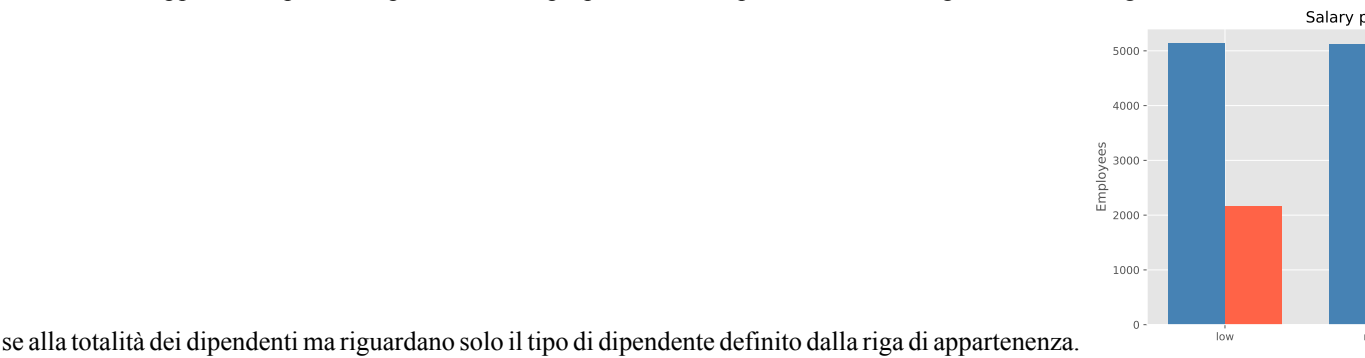 Salary p
5000
4000
3000
2000
1000
0
Employees
low
se alla totalità dei dipendenti ma riguardano solo il tipo di dipendente definito dalla riga di appartenenza.